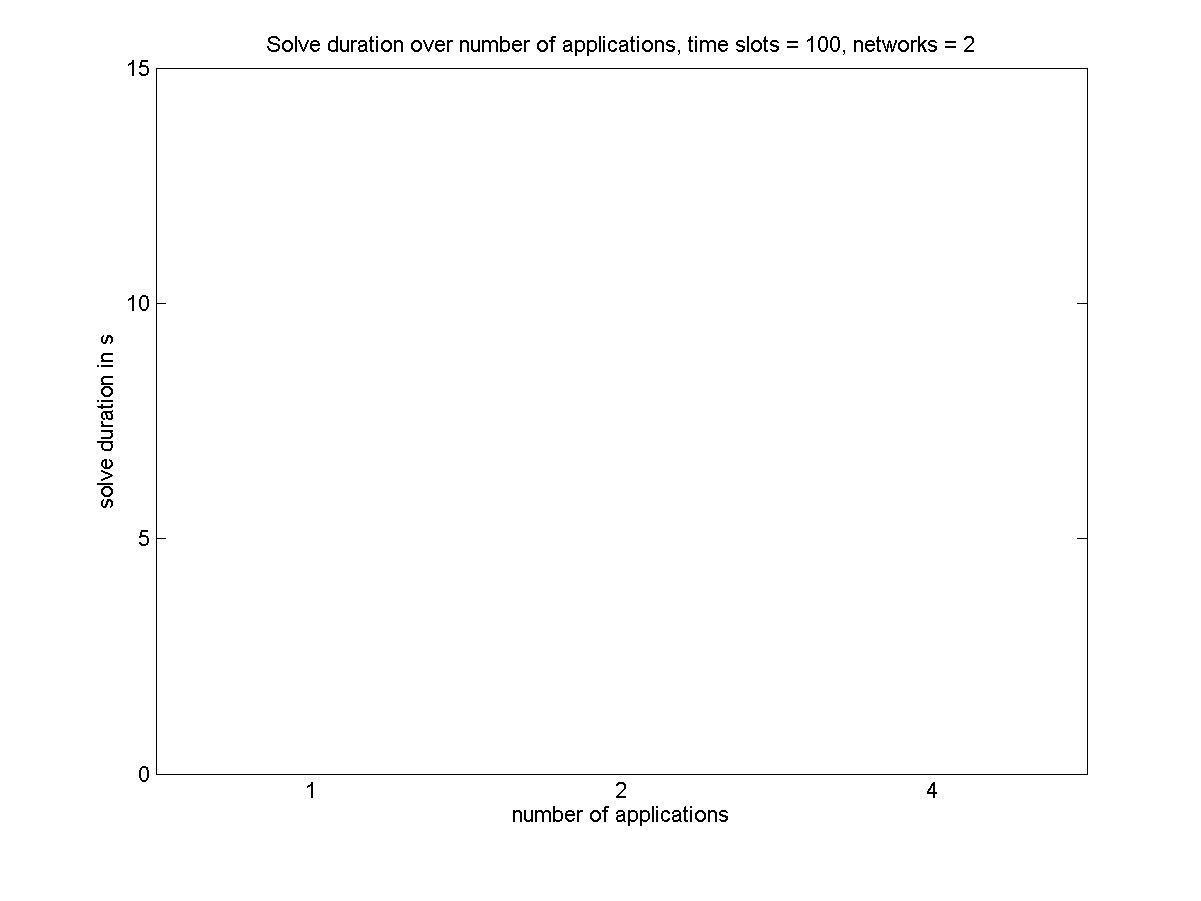 Solve duration over number of applications, time slots = 100, networks = 2
15
10
5
0
solve duration in s
1 2 4
number of applications